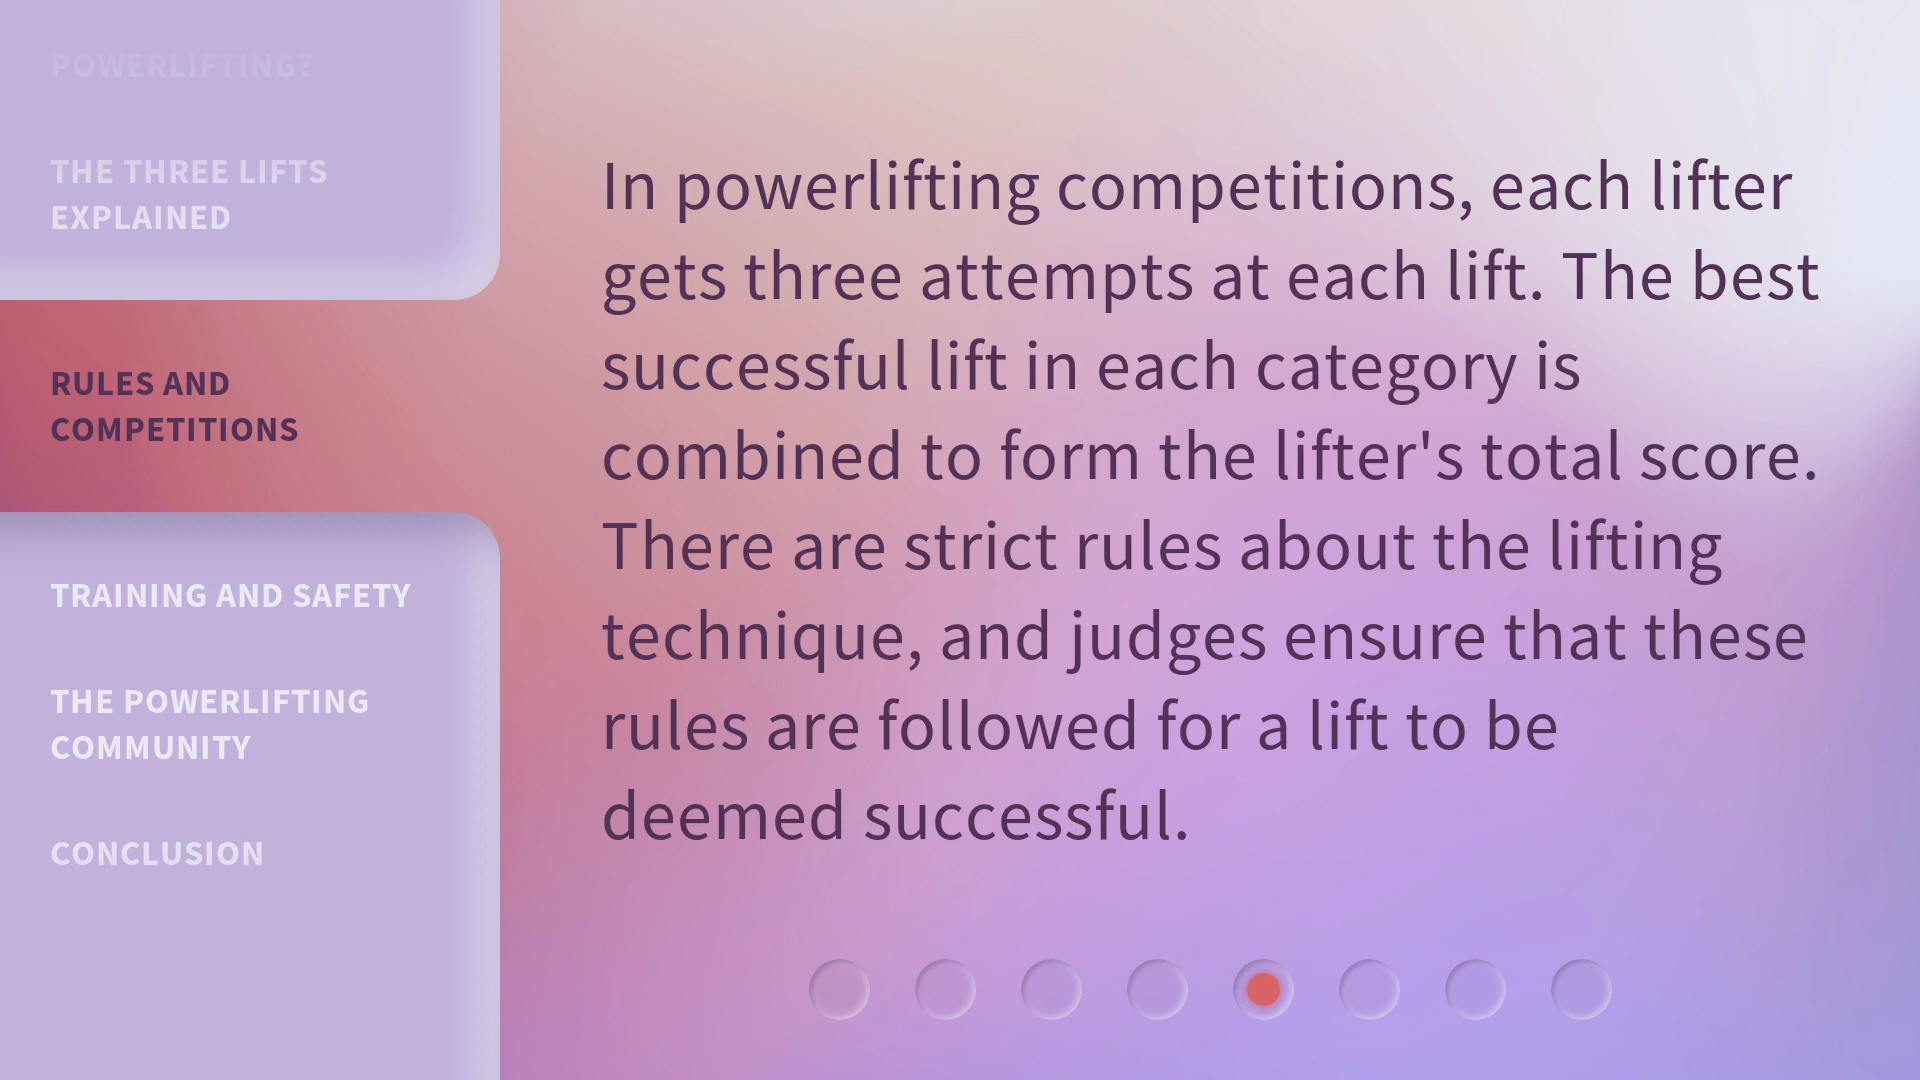 POWERLIFTING?
THE THREE LIFTS
EXPLAINED
RULES AND
COMPETITIONS
TRAINING AND SAFETY
THE POWERLIFTING
COMMUNITY
CONCLUSION
In powerlifting competitions, each lifter
gets three attempts at each lift. The best
successful lift in each category is
combined to form the lifter's total score.
There are strict rules about the lifting
technique, and judges ensure that these
rules are followed for a lift to be
deemed successful.